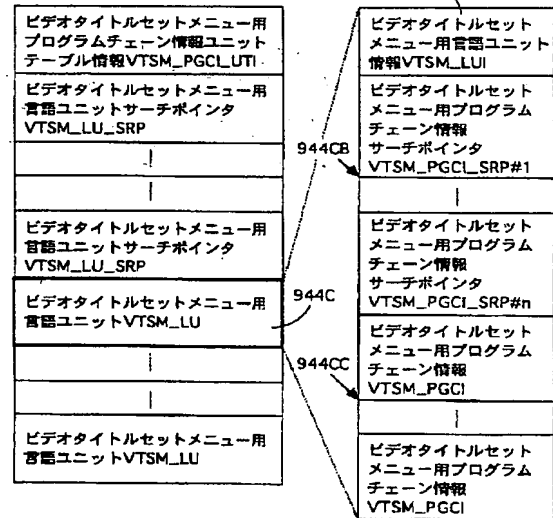 ビデオタイトルセットメニュー用
プログラムチェーン情報ユニット
テーブル情報VTSM_PGCI_UTI
ビデオタイトルセットメニュー用
言語ユニットサーチポインタ
VTSM_LU_SRP
ビデオタイトルセットメニュー用
言語ユニットサーチポインタ
VTSM_LU_SRP
ビデオタイトルセットメニュー用
言語ユニットVTSM_LU
ビデオタイトルセットメニュー用
言語ユニットVTSM_LU
944CB
944C
944CC
ビデオタイトルセット
メニュー用言語ユニット
情報VTSM_LUI
ビデオタイトルセット
メニュー用プログラム
チェーン情報
サーチポインタ
VTSM_PGCI_SRP#1
ビデオタイトルセット
メニュー用プログラム
チェーン情報
サーチポインタ
VTSM_PGCI_SRP#n
ビデオタイトルセット
メニュー用プログラム
チェーン情報
VTSM_PGCI
ビデオタイトルセット
メニュー用プログラム
チェーン情報
VTSM_PGCI